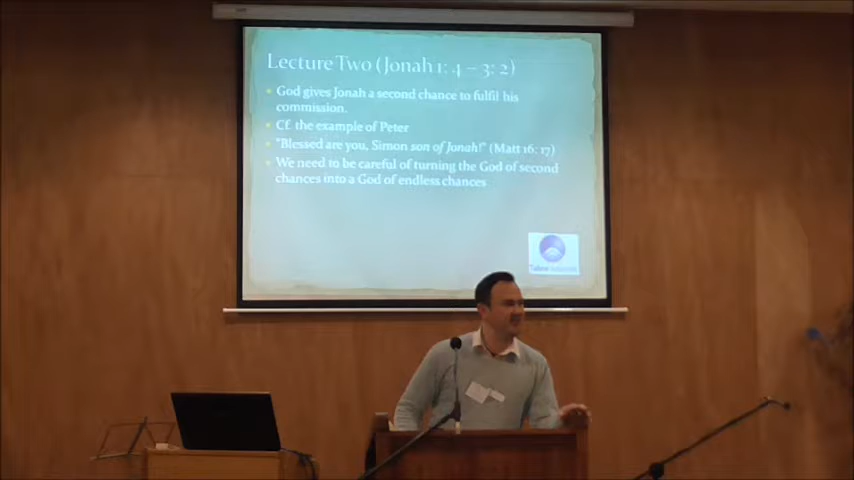 Lecture Two (Jonah 1: 4 – 3: 2)
God gives Jonah a second chance to fulfil his
commission.
Cf. the example of Peter
"Blessed are you, Simon son of Jonah!" (Matt 16: 17)
We need to be careful of turning the God of second
chances into a God of endless chances